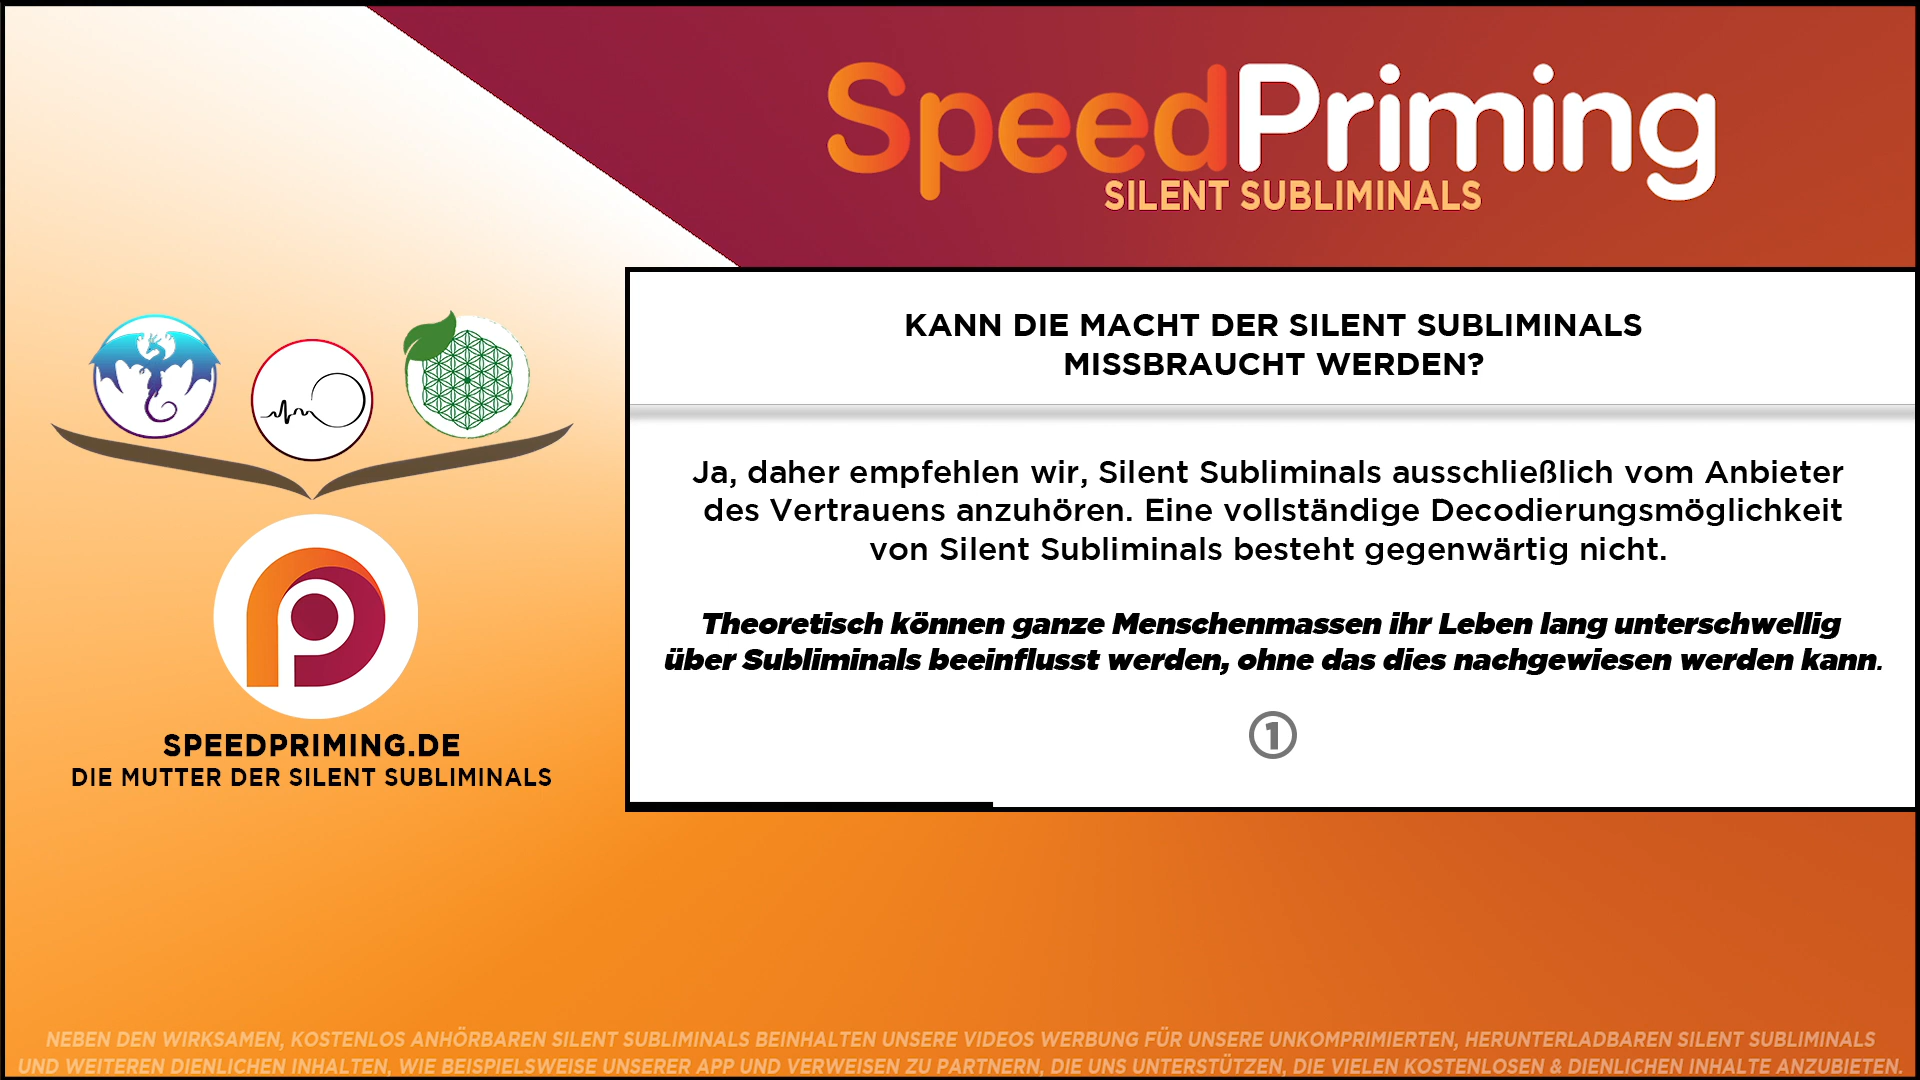 SpeedPriming
SILENT SUBLIMINALS
KANN DIE MACHT DER SILENT SUBLIMINALS
MISSBRAUCHT WERDEN?
Ja, daher empfehlen wir, Silent Subliminals ausschließlich vom Anbieter
des Vertrauens anzuhören. Eine vollständige Decodierungsmöglichkeit
von Silent Subliminals besteht gegenwärtig nicht.
Theoretisch können ganze Menschenmassen ihr Leben lang unterschwellig
über Subliminals beeinflusst werden, ohne das dies nachgewiesen werden kann.
1
SPEEDPRIMING.DE
DIE MUTTER DER SILENT SUBLIMINALS
NEBEN DEN WIRKSAMEN, KOSTENLOS ANHÖRBAREN SILENT SUBLIMINALS BEINHALTEN UNSERE VIDEOS WERBUNG FÜR UNSERE UNKOMPRIMIERTEN, HERUNTERLADBAREN SILENT SUBLIMINALS
UND WEITEREN DIENLICHEN INHALTEN, WIE BEISPIELSWEISE UNSERER APP UND VERWEISEN ZU PARTNERN, DIE UNS UNTERSTÜTZEN, DIE VIELEN KOSTENLOSEN & DIENLICHEN INHALTE ANZUBIETEN.